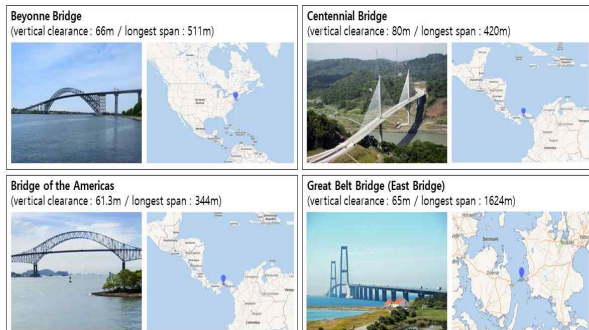 Beyonne Bridge
(vertical clearance : 66m / longest span : 511m)
Centennial Bridge
(vertical clearance : 80m / longest span : 420m)
Bridge of the Americas
(vertical clearance : 61.3m / longest span : 344m)
Great Belt Bridge (East Bridge)
(vertical clearance : 65m / longest span : 1624m)
Denmark
Odense